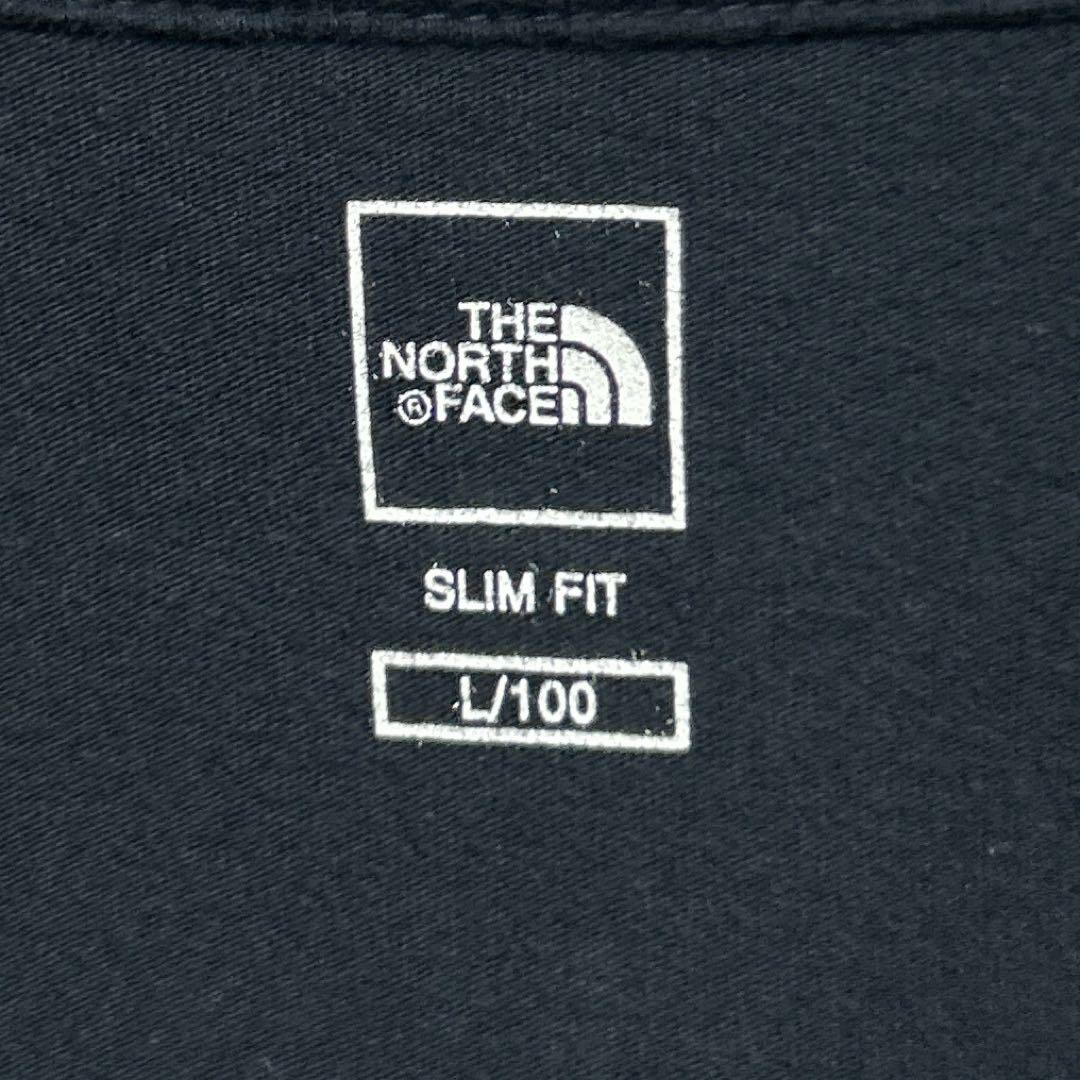 THE
NORTH
®FACE
SLIM FIT
L/100